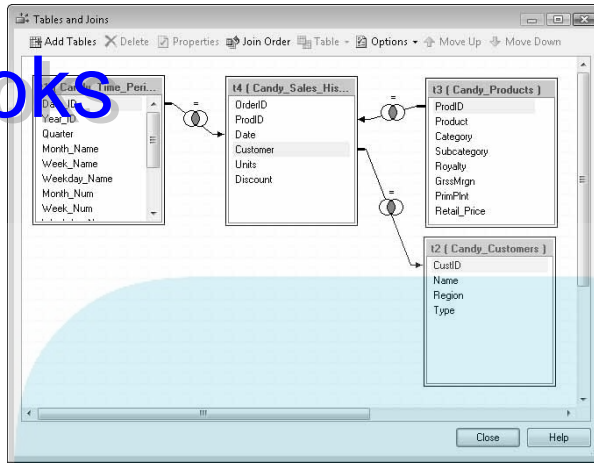 Tables and Joins
Add Tables Delete Properties Join Order Table Options Move Up Move Down
oks
Candy_Time_Peri...
Year_ID
Quarter
Month_Name
Week_Name
Weekday_Name
Month_Num
Week_Num
=
t4 ( Candy_Sales_His...
OrderID
ProdID
Date
Customer
Units
Discount
=
t3 ( Candy_Products )
ProdID
Product
Category
Subcategory
Royalty
GrssMrgn
PrimPlnt
Retail_Price
=
t2 ( Candy_Customers )
CustID
Name
Region
Type
Close Help